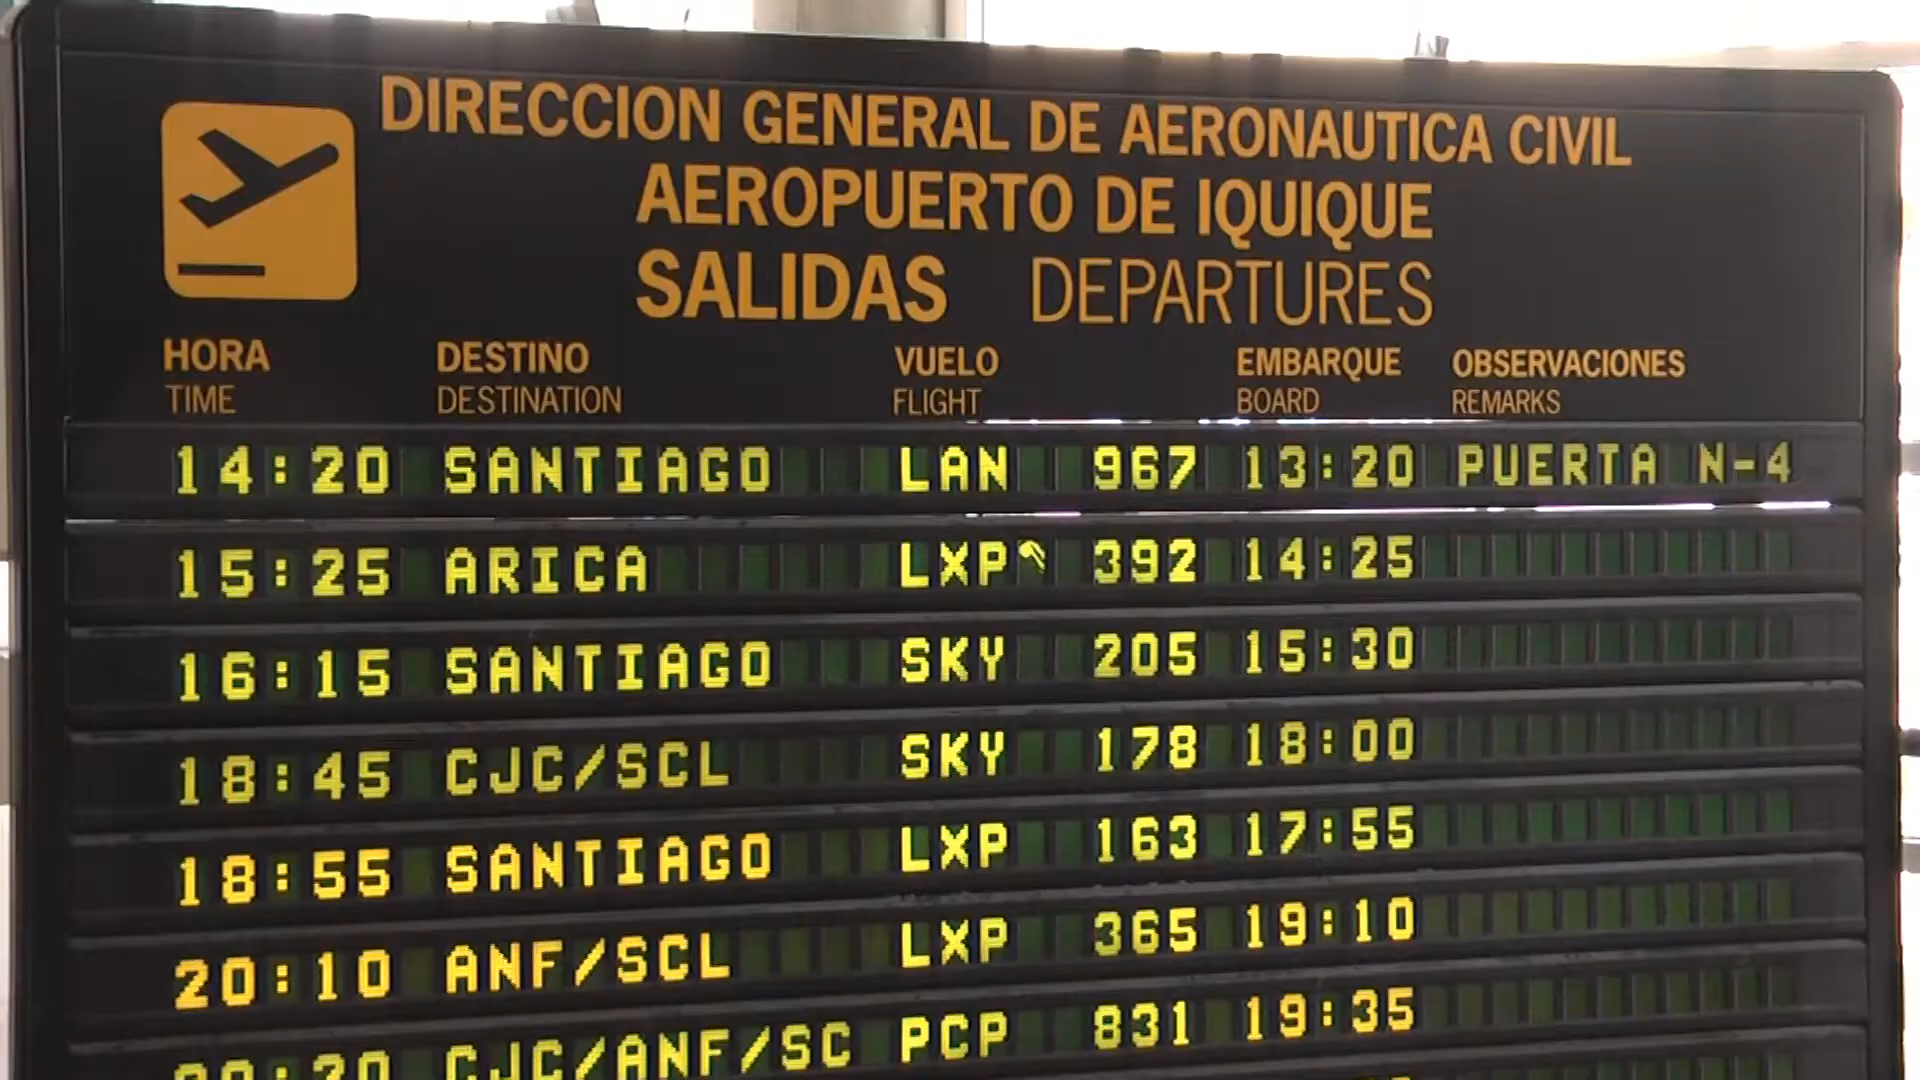 DIRECCION GENERAL DE AERONAUTICA CIVIL
AEROPUERTO DE IQUIQUE
SALIDAS DEPARTURES
HORA DESTINO VUELO EMBARQUE OBSERVACIONES
TIME DESTINATION FLIGHT BOARD REMARKS
14:20 SANTIAGO LAN 967 13:20 PUERTA N-4
15:25 ARICA LXP 392 14:25
16:15 SANTIAGO SKY 205 15:30
18:45 CJC/SCL SKY 178 18:00
18:55 SANTIAGO LXP 163 17:55
20:10 ANF/SCL LXP 365 19:10
CJC/ANF/SC PCP 831 19:35